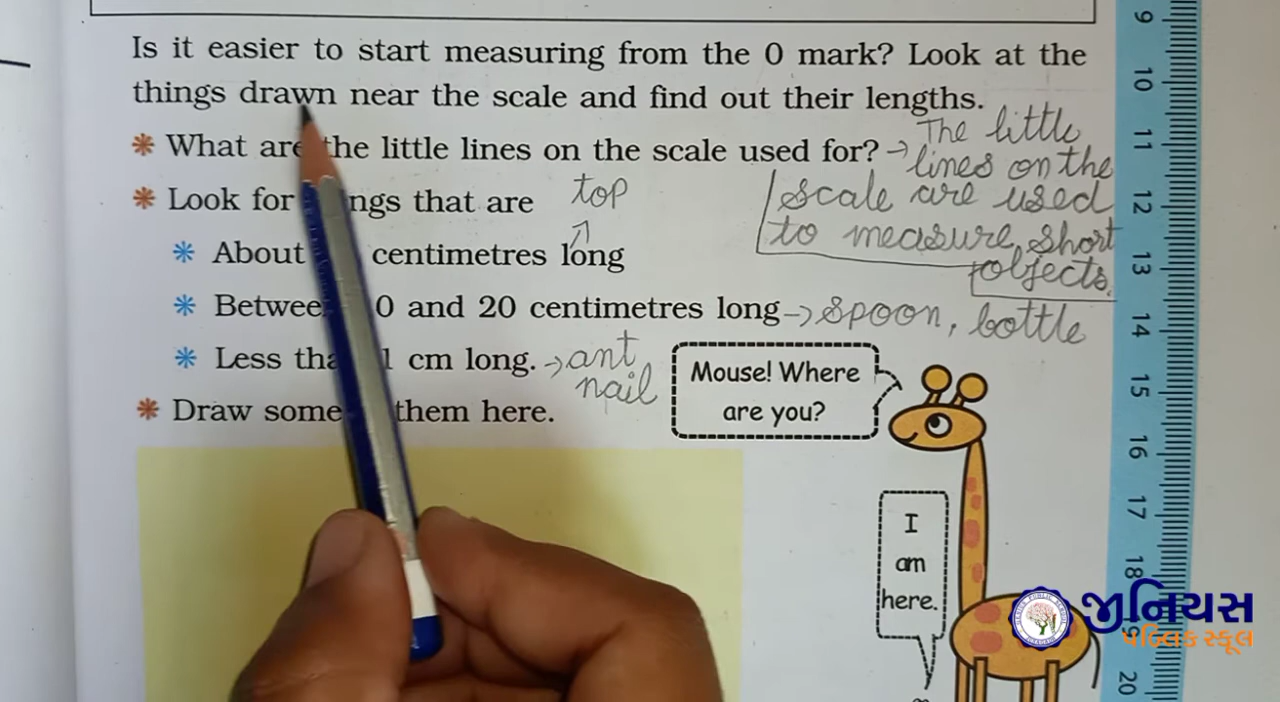 Is it easier to start measuring from the 0 mark? Look at the
things drawn near the scale and find out their lengths.
What are the little lines on the scale used for? → The little
lines on the
scale are used
to measure short
objects.
Look for ngs that are top
About centimetres long
Betwee 0 and 20 centimetres long → spoon, bottle
Less tha 1 cm long. → ant
nail
Draw some them here.
Mouse! Where
are you?
I
am
here.
9
10
11
12
13
14
15
16
17
18
20
જીનિયસ
પબ્લિક સ્કૂલ